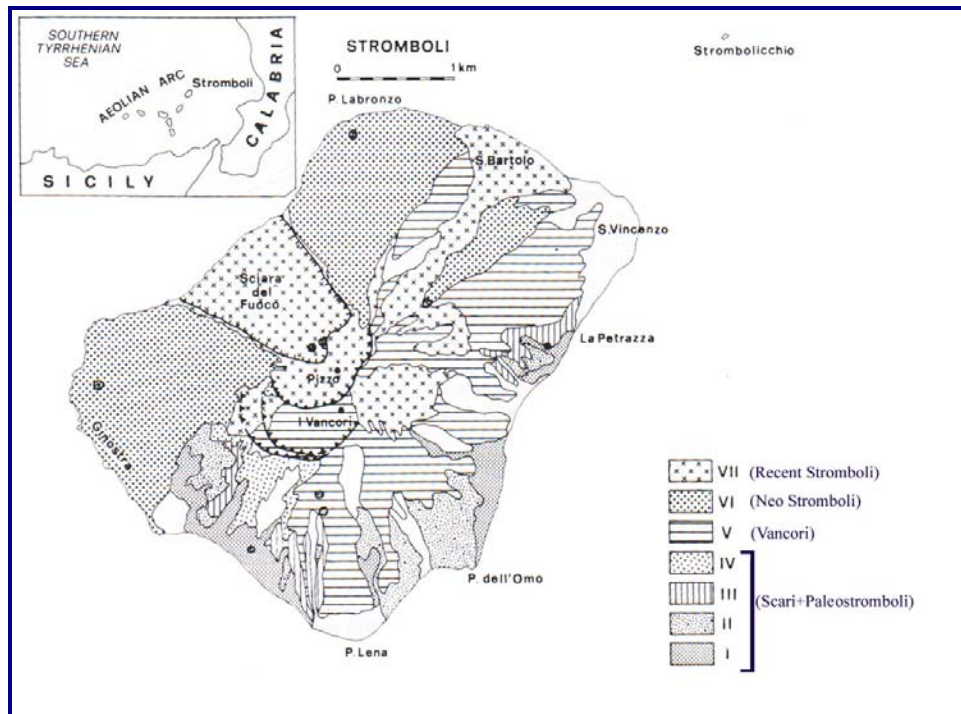 SOUTHERN
TYRRHENIAN
SEA
AEOLIAN ARC
Stromboli
CALABRIA
SICILY
STROMBOLI
0 1 km
Strombolicchio
P. Labronzo
S. Bartolo
S. Vincenzo
Sciara
del
Fuoco
La Petrazza
Pizzo
I Vancori
Ginostra
P. dell'Omo
P. Lena
VII (Recent Stromboli)
VI (Neo Stromboli)
V (Vancori)
IV
III
(Scari+Paleostromboli)
II
I